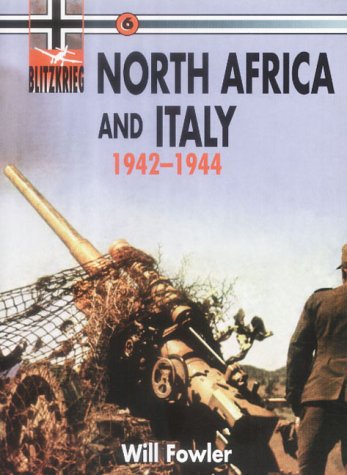 6
BLITZKRIEG
NORTH AFRICA
AND ITALY
1942–1944
Will Fowler